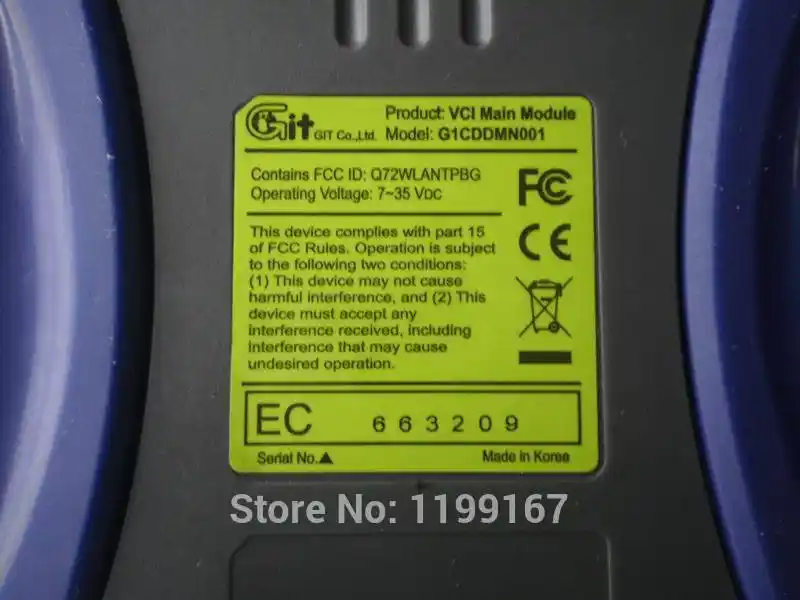 Git GIT Co.,Ltd.
Product: VCI Main Module
Model: G1CDDMN001
Contains FCC ID: Q72WLANTPBG
Operating Voltage: 7~35 VDC
FC
CE
This device complies with part 15
of FCC Rules. Operation is subject
to the following two conditions:
(1) This device may not cause
harmful interference, and (2) This
device must accept any
interference received, including
interference that may cause
undesired operation.
EC 663209
Serial No.▲
Made in Korea
Store No: 1199167